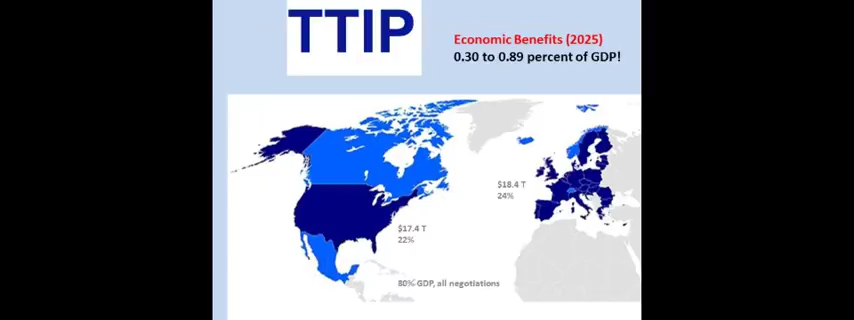 TTIP
Economic Benefits (2025)
0.30 to 0.89 percent of GDP!
$18.4 T
24%
$17.4 T
22%
80% GDP, all negotiations